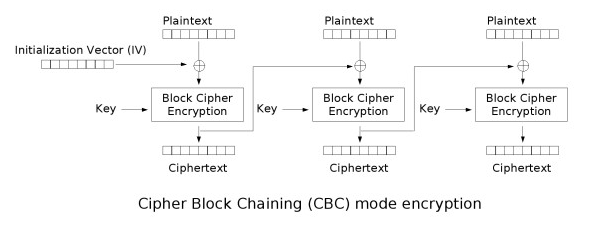 Plaintext
Plaintext
Plaintext
Initialization Vector (IV)
Key
Block Cipher
Encryption
Key
Block Cipher
Encryption
Key
Block Cipher
Encryption
Ciphertext
Ciphertext
Ciphertext
Cipher Block Chaining (CBC) mode encryption